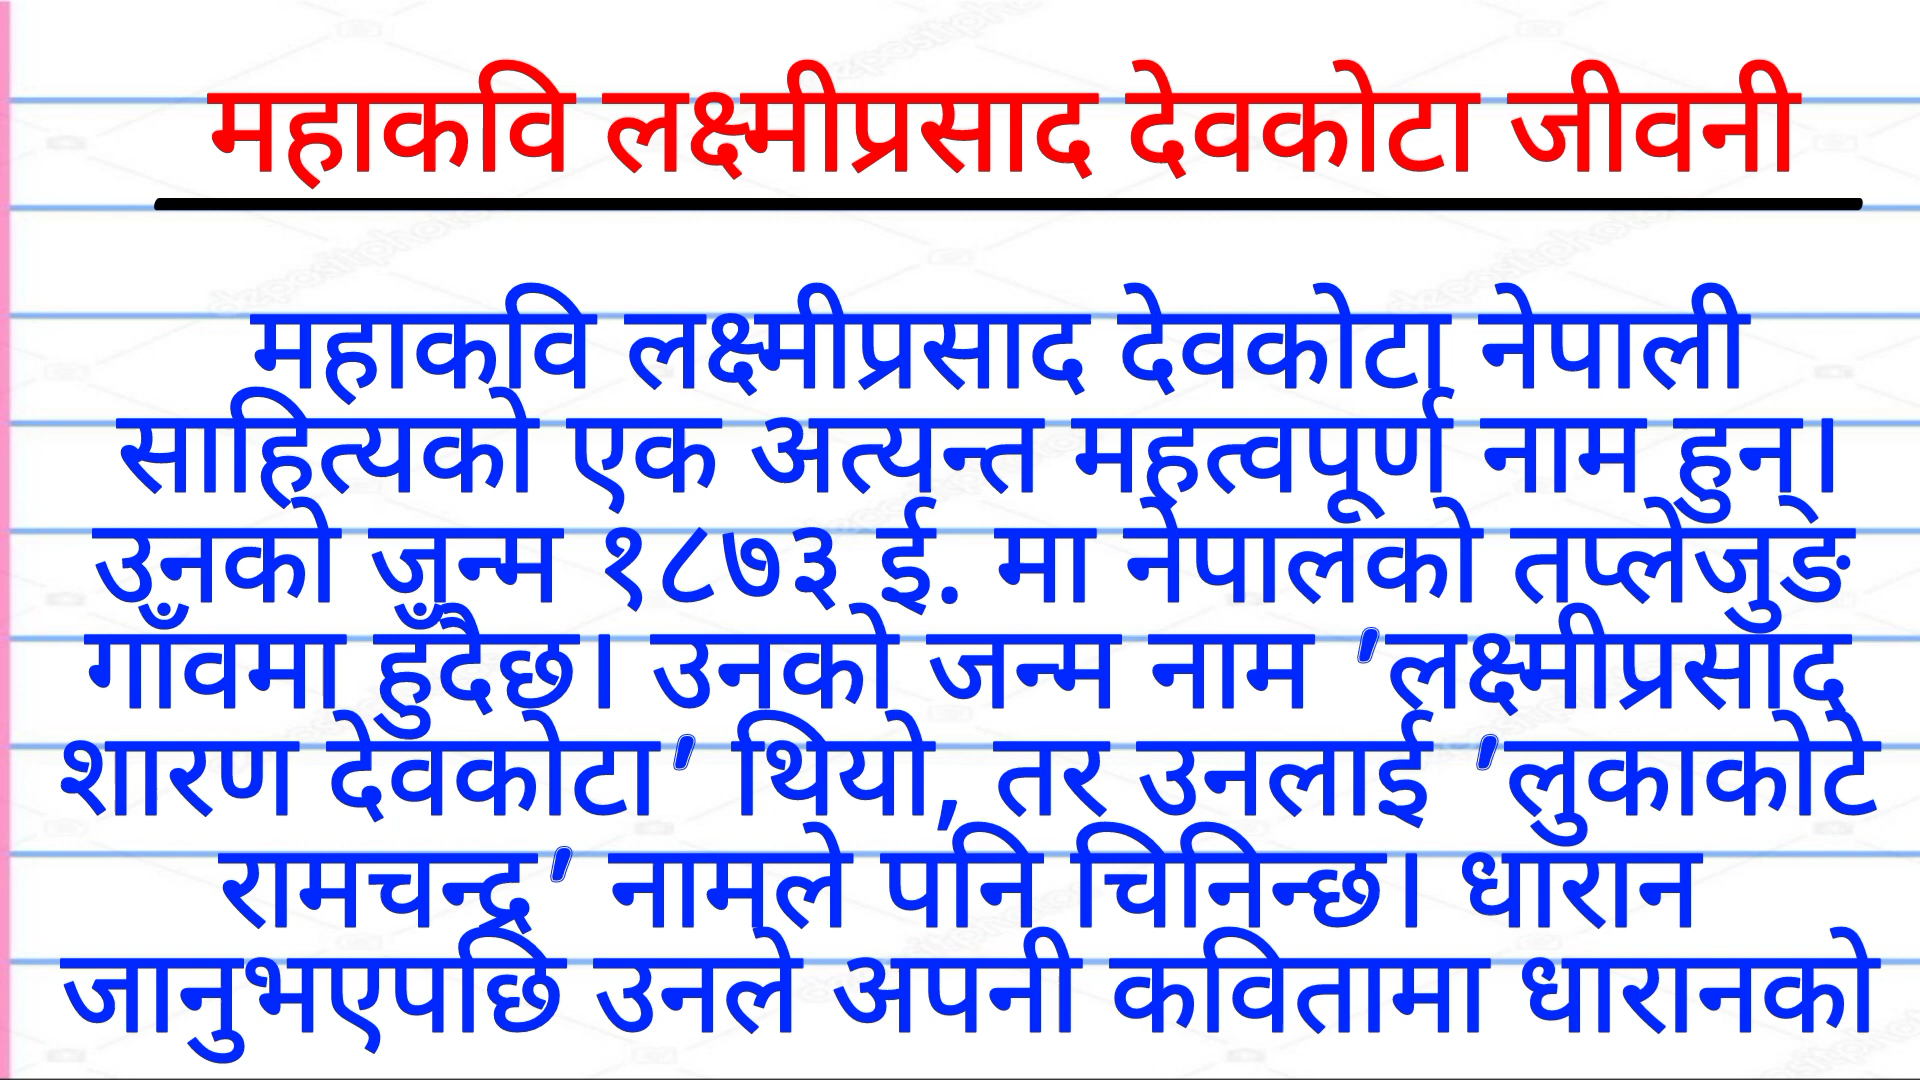 महाकवि लक्ष्मीप्रसाद देवकोटा जीवनी
महाकवि लक्ष्मीप्रसाद देवकोटा नेपाली
साहित्यको एक अत्यन्त महत्वपूर्ण नाम हुन्।
उनको जन्म १८७३ ई. मा नेपालको तप्लेजुङे
गाँवमा हुँदैछ। उनको जन्म नाम 'लक्ष्मीप्रसाद
शारण देवकोटा' थियो, तर उनलाई 'लुकाकोटे
रामचन्द्र' नामले पनि चिनिन्छ। धारान
जानुभएपछि उनले अपनी कवितामा धारानको